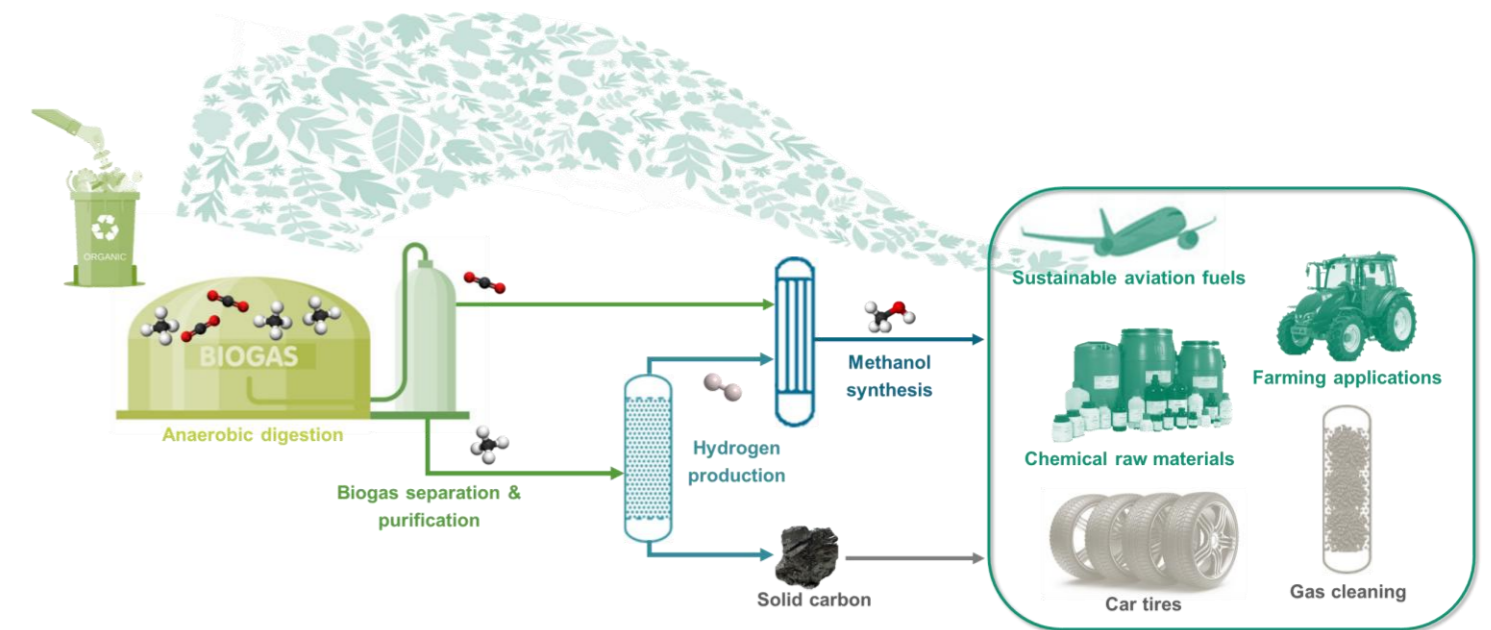 ORGANIC
BIOGAS
Anaerobic digestion
Biogas separation &
purification
Hydrogen
production
Methanol
synthesis
Solid carbon
Sustainable aviation fuels
Farming applications
Chemical raw materials
Car tires
Gas cleaning